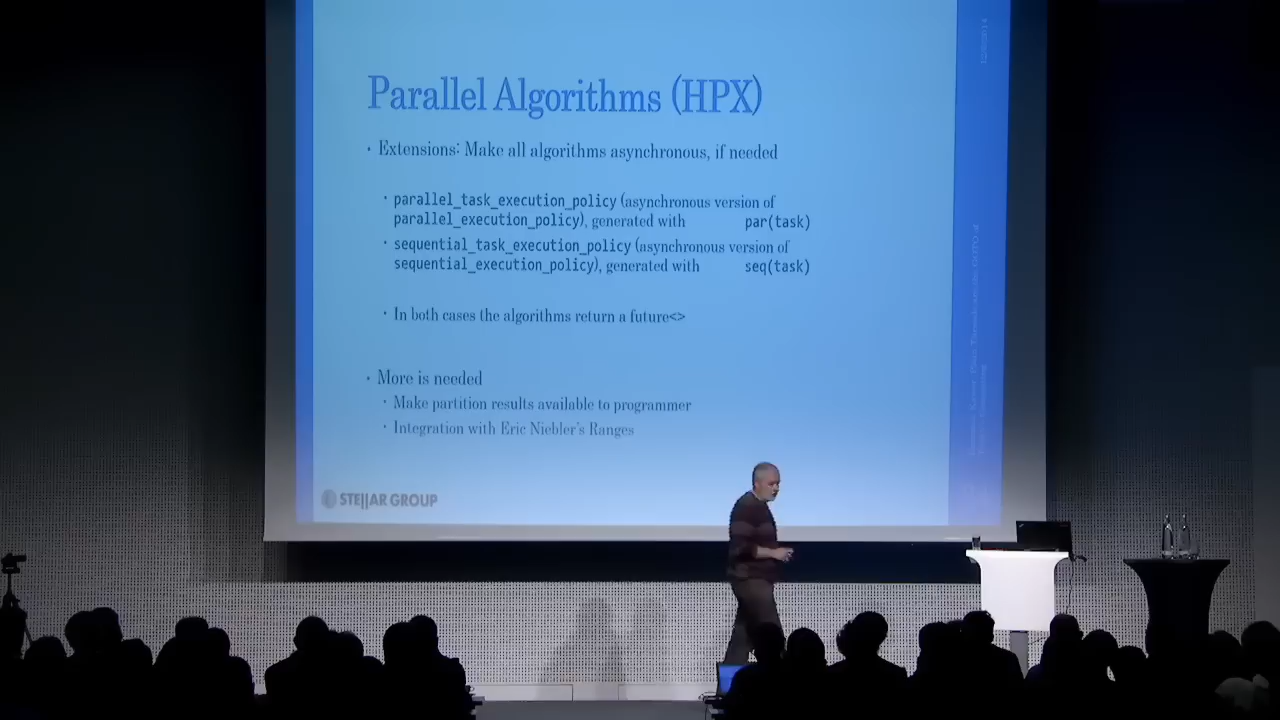 Parallel Algorithms (HPX)
• Extensions: Make all algorithms asynchronous, if needed
• parallel_task_execution_policy (asynchronous version of
parallel_execution_policy), generated with par(task)
• sequential_task_execution_policy (asynchronous version of
sequential_execution_policy), generated with seq(task)
• In both cases the algorithms return a future<>
• More is needed
• Make partition results available to programmer
• Integration with Eric Niebler's Ranges
STE||AR GROUP